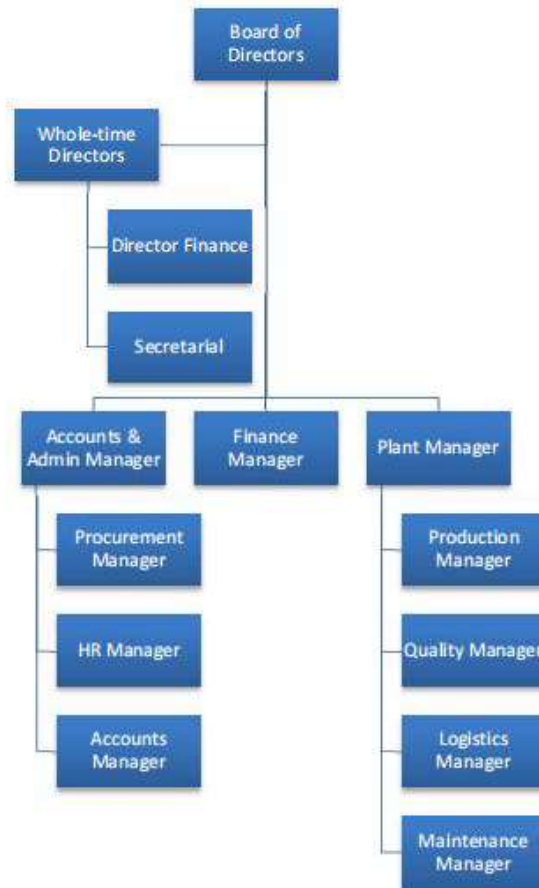 Board of
Directors
Whole-time
Directors
Director Finance
Secretarial
Accounts &
Admin Manager
Finance
Manager
Plant Manager
Procurement
Manager
HR Manager
Accounts
Manager
Production
Manager
Quality Manager
Logistics
Manager
Maintenance
Manager